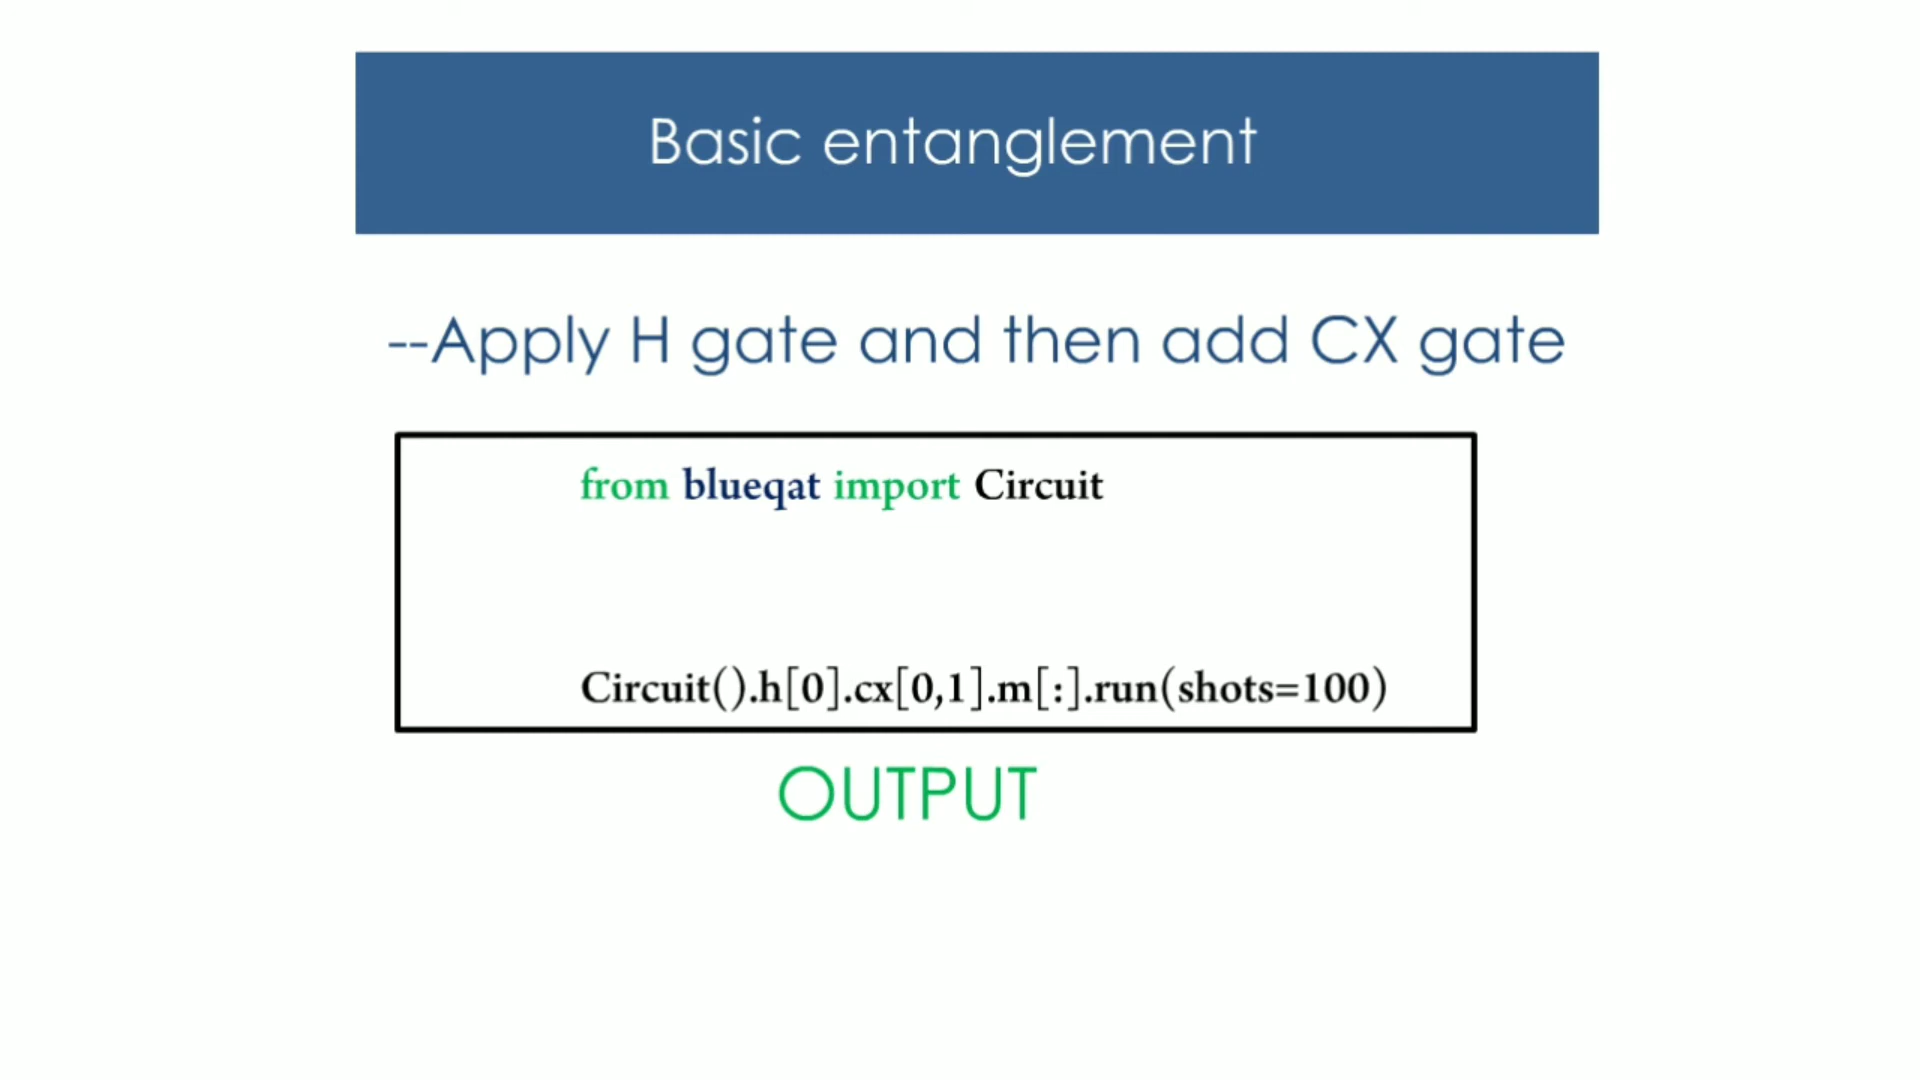 Basic entanglement
--Apply H gate and then add CX gate
from blueqat import Circuit
Circuit().h[0].cx[0,1].m[:].run(shots=100)
OUTPUT